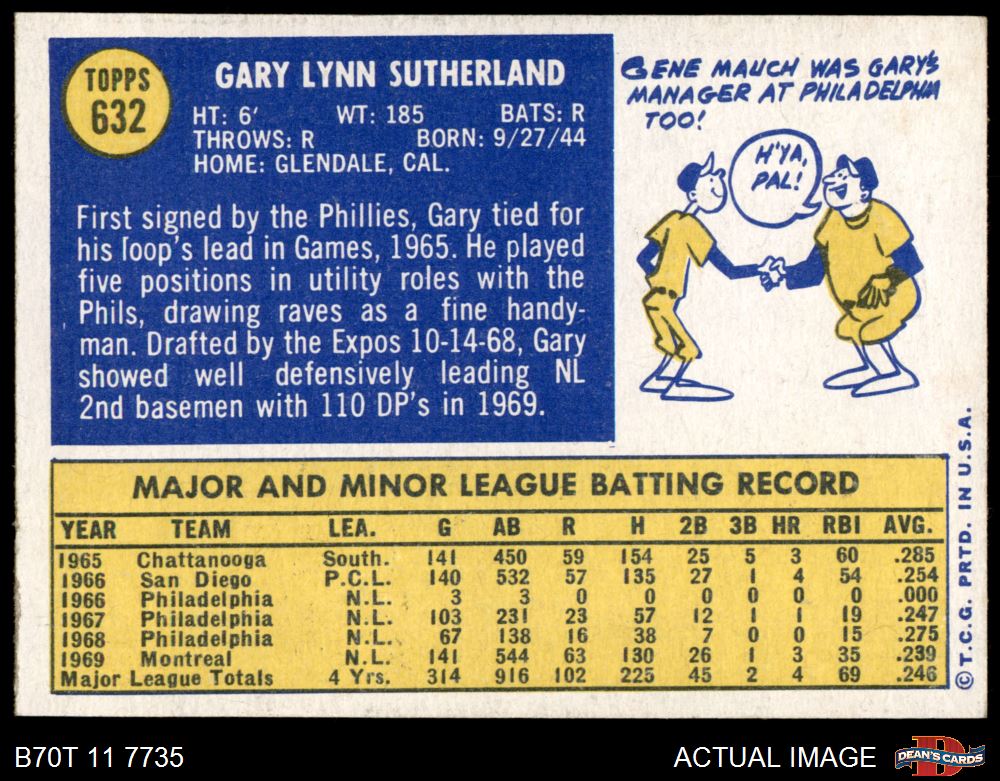 TOPPS
632
GARY LYNN SUTHERLAND
HT: 6' WT: 185 BATS: R
THROWS: R BORN: 9/27/44
HOME: GLENDALE, CAL.
First signed by the Phillies, Gary tied for
his loop's lead in Games, 1965. He played
five positions in utility roles with the
Phils, drawing raves as a fine handy-
man. Drafted by the Expos 10-14-68, Gary
showed well defensively leading NL
2nd basemen with 110 DP's in 1969.
GENE MAUCH WAS GARY'S
MANAGER AT PHILADELPHIA
TOO!
H'YA,
PAL!
MAJOR AND MINOR LEAGUE BATTING RECORD
YEAR TEAM LEA. G AB R H 2B 3B HR RBI AVG.
1965 Chattanooga South. 141 450 59 154 25 5 3 60 .285
1966 San Diego P.C.L. 140 532 57 135 27 1 4 54 .254
1966 Philadelphia N.L. 3 3 0 0 0 0 0 0 .000
1967 Philadelphia N.L. 103 231 23 57 12 1 1 19 .247
1968 Philadelphia N.L. 67 138 16 38 7 0 0 15 .275
1969 Montreal N.L. 141 544 63 130 26 1 3 35 .239
Major League Totals 4 Yrs. 314 916 102 225 45 2 4 69 .246
© T.C.G. PRTD. IN U.S.A.
B70T 11 7735
ACTUAL IMAGE
D
DEAN'S CARDS